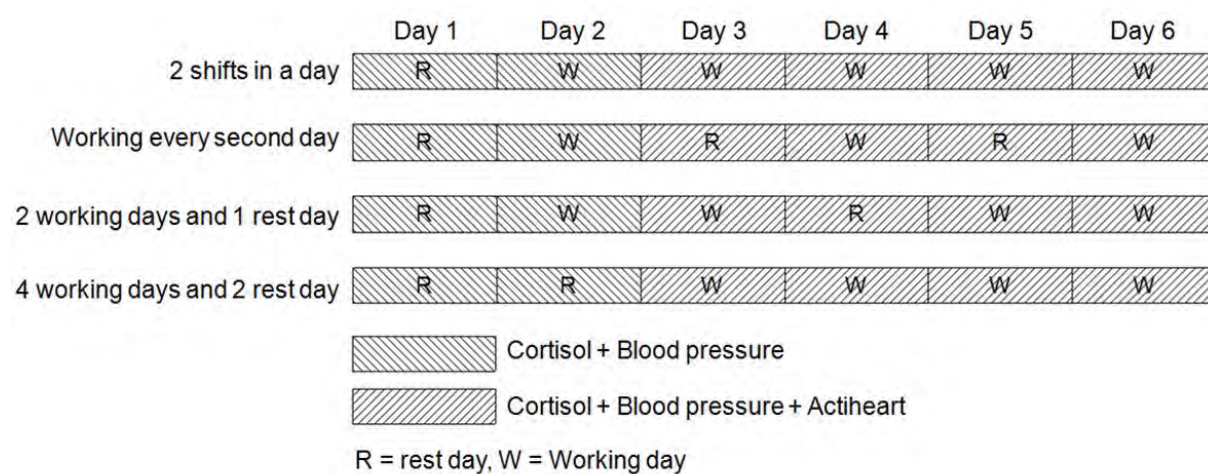 Day 1 Day 2 Day 3 Day 4 Day 5 Day 6
2 shifts in a day R W W W W W
Working every second day R W R W R W
2 working days and 1 rest day R W W R W W
4 working days and 2 rest day R R W W W W
Cortisol + Blood pressure
Cortisol + Blood pressure + Actiheart
R = rest day, W = Working day